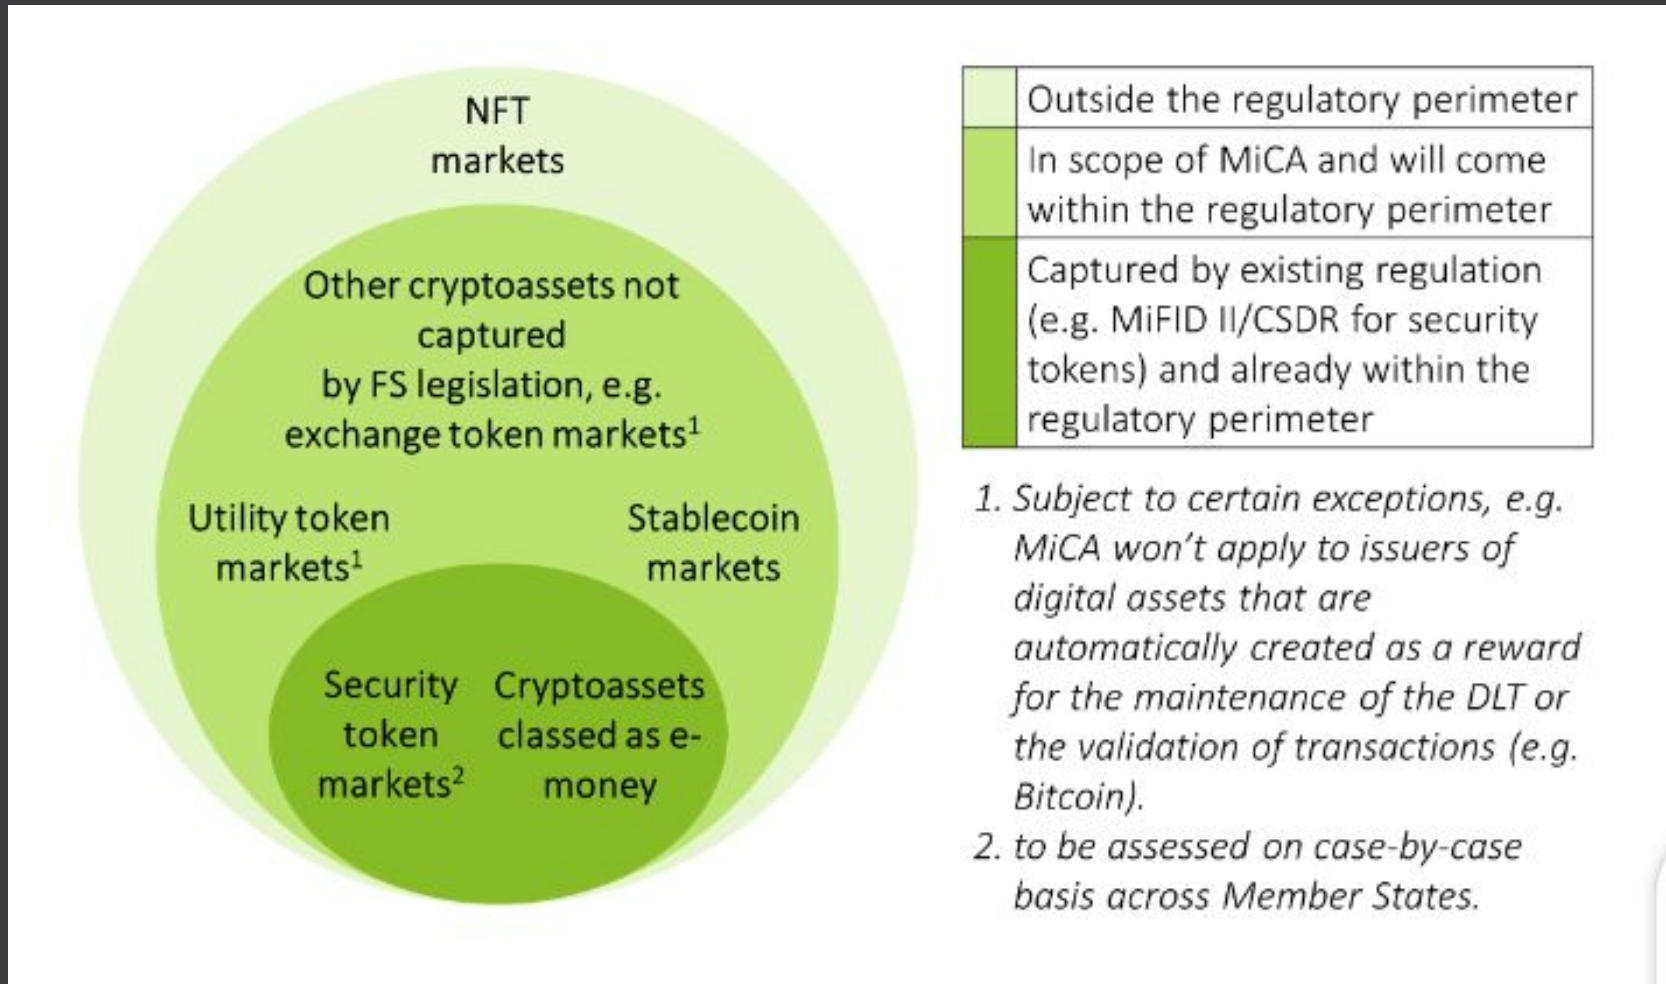 NFT
markets
Other cryptoassets not
captured
by FS legislation, e.g.
exchange token markets¹
Utility token
markets¹
Stablecoin
markets
Security
token
markets²
Cryptoassets
classed as e-
money
Outside the regulatory perimeter
In scope of MiCA and will come
within the regulatory perimeter
Captured by existing regulation
(e.g. MiFID II/CSDR for security
tokens) and already within the
regulatory perimeter
1. Subject to certain exceptions, e.g.
MiCA won't apply to issuers of
digital assets that are
automatically created as a reward
for the maintenance of the DLT or
the validation of transactions (e.g.
Bitcoin).
2. to be assessed on case-by-case
basis across Member States.